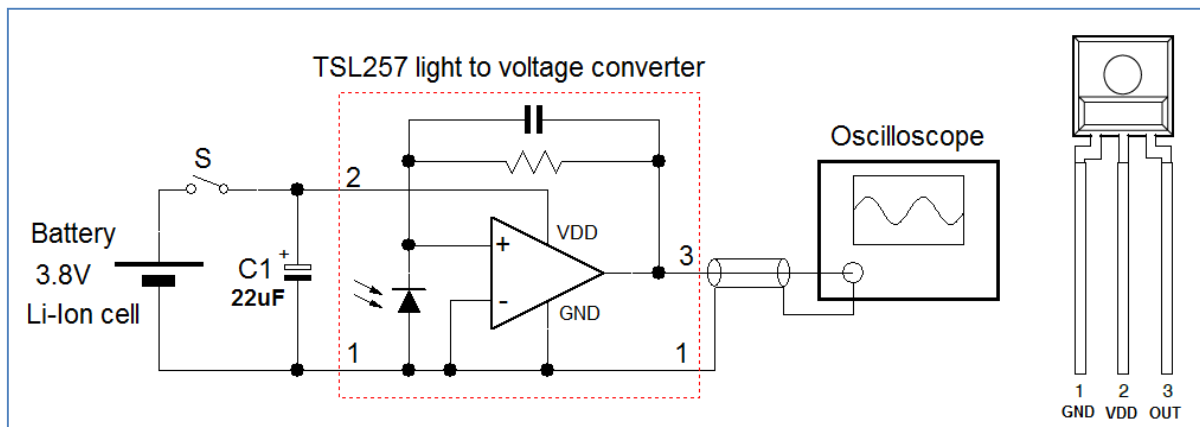 TSL257 light to voltage converter
Oscilloscope
S
2
Battery
3.8V
Li-Ion cell
+
C1
22uF
VDD
+
-
GND
3
1
1
1 2 3
GND VDD OUT